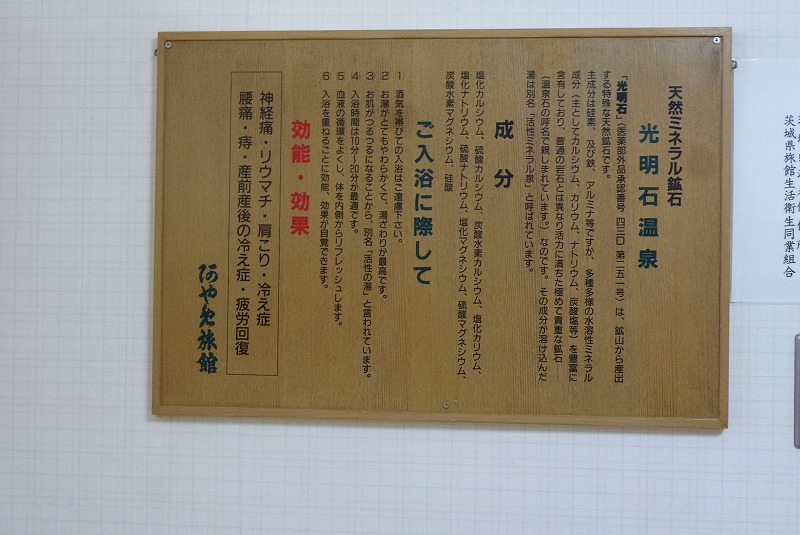 天然ミネラル鉱石
光明石温泉
「光明石」(医薬部外品承認番号、四三口 第二五一号)は、鉱山から産出
する特殊な天然鉱石です。
主成分は硅素、及び鉄、アルミナ等ですが、多種多様の水溶性ミネラル
成分(主としてカルシウム、カリウム、ナトリウム、炭酸塩等)を豊富に
含有しており、普通の岩石とは異なり活力に満ちた極めて貴重な鉱石
(温泉石の呼名で親しまれています。)なのです。その成分が溶け込んだ
湯は別名「活性ミネラル泉」と呼ばれています。
成分
塩化カルシウム、硫酸カルシウム、炭酸水素カルシウム、塩化カリウム、
塩化ナトリウム、硫酸ナトリウム、塩化マグネシウム、硫酸マグネシウム、
炭酸水素マグネシウム、硅酸
ご入浴に際して
1 酒気を帯びての入浴はご遠慮下さい。
2 お湯がとてもやわらかくて、湯ざわりが最高です。
3 お肌がつるつるになることから、別名「活性の湯」と言われています。
4 入浴時間は10分〜20分が最適です。
5 血液の循環をよくし、体を内側からリフレッシュします。
6 入浴を重ねるごとに効能、効果が自覚できます。
効能・効果
神経痛・リウマチ・肩こり・冷え症
腰痛・痔・産前産後の冷え症・疲労回復
旅館
茨城県旅館生活衛生同業組合